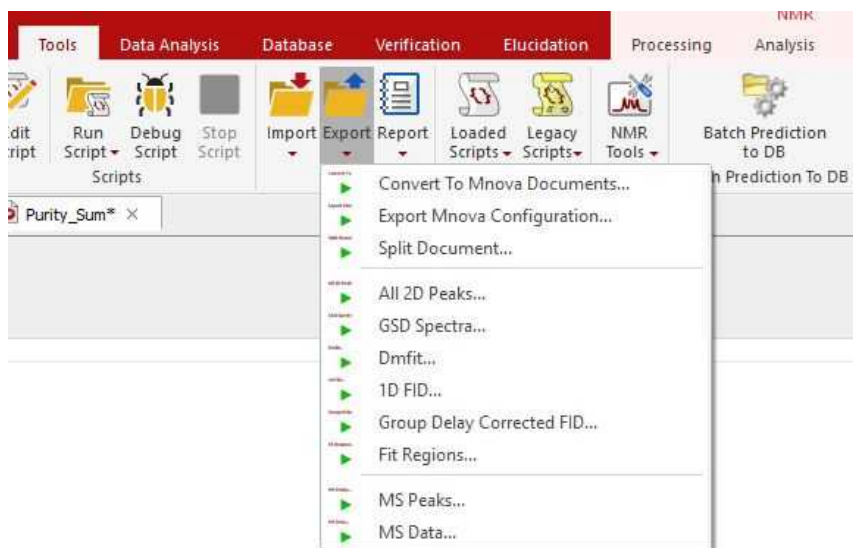 NMR
Tools Data Analysis Database Verification Elucidation Processing Analysis
Run Debug Stop Import Export Report Loaded Legacy NMR Batch Prediction
Script Script Script Scripts Scripts Tools to DB
Scripts
h Prediction To DB
Purity_Sum* ×
Convert To Mnova Documents...
Export Mnova Configuration...
Split Document...
All 2D Peaks...
GSD Spectra...
Dmfit...
1D FID...
Group Delay Corrected FID...
Fit Regions...
MS Peaks...
MS Data...